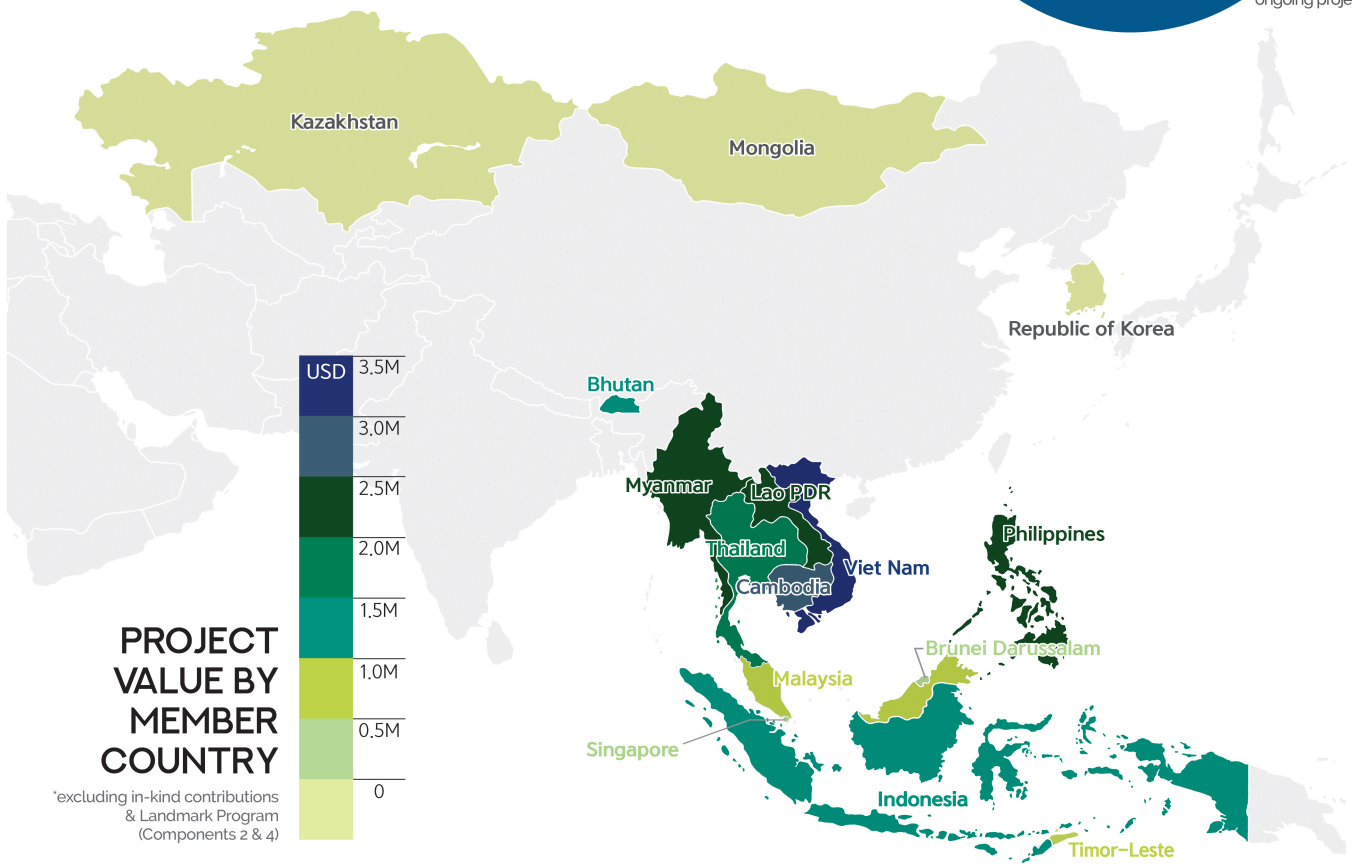 ongoing proje
Kazakhstan
Mongolia
Republic of Korea
Bhutan
Myanmar
Lao PDR
Philippines
Thailand
Viet Nam
Cambodia
Brunei Darussalam
Malaysia
Singapore
Indonesia
Timor-Leste
USD
3.5M
3.0M
2.5M
2.0M
1.5M
1.0M
0.5M
0
PROJECT
VALUE BY
MEMBER
COUNTRY
*excluding in-kind contributions
& Landmark Program
(Components 2 & 4)